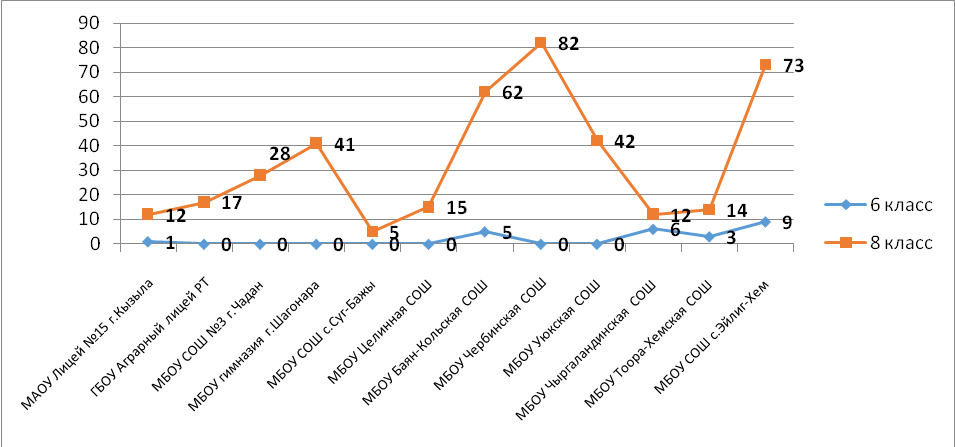 90
80
70
60
50
40
30
20
10
0
12
17
28
41
5
15
62
82
42
12
14
73
1
0
0
0
0
0
5
0
0
6
3
9
МАОУ Лицей №15 г.Кызыла
ГБОУ Аграрный лицей РТ
МБОУ СОШ №3 г.Чадан
МБОУ гимназия г.Шагонара
МБОУ СОШ с.Суг-Бажы
МБОУ Целинная СОШ
МБОУ Баян-Кольская СОШ
МБОУ Чербинская СОШ
МБОУ Уюкская СОШ
МБОУ Чыргаландинская СОШ
МБОУ Тоора-Хемская СОШ
МБОУ СОШ с.Эйлиг-Хем
6 класс
8 класс